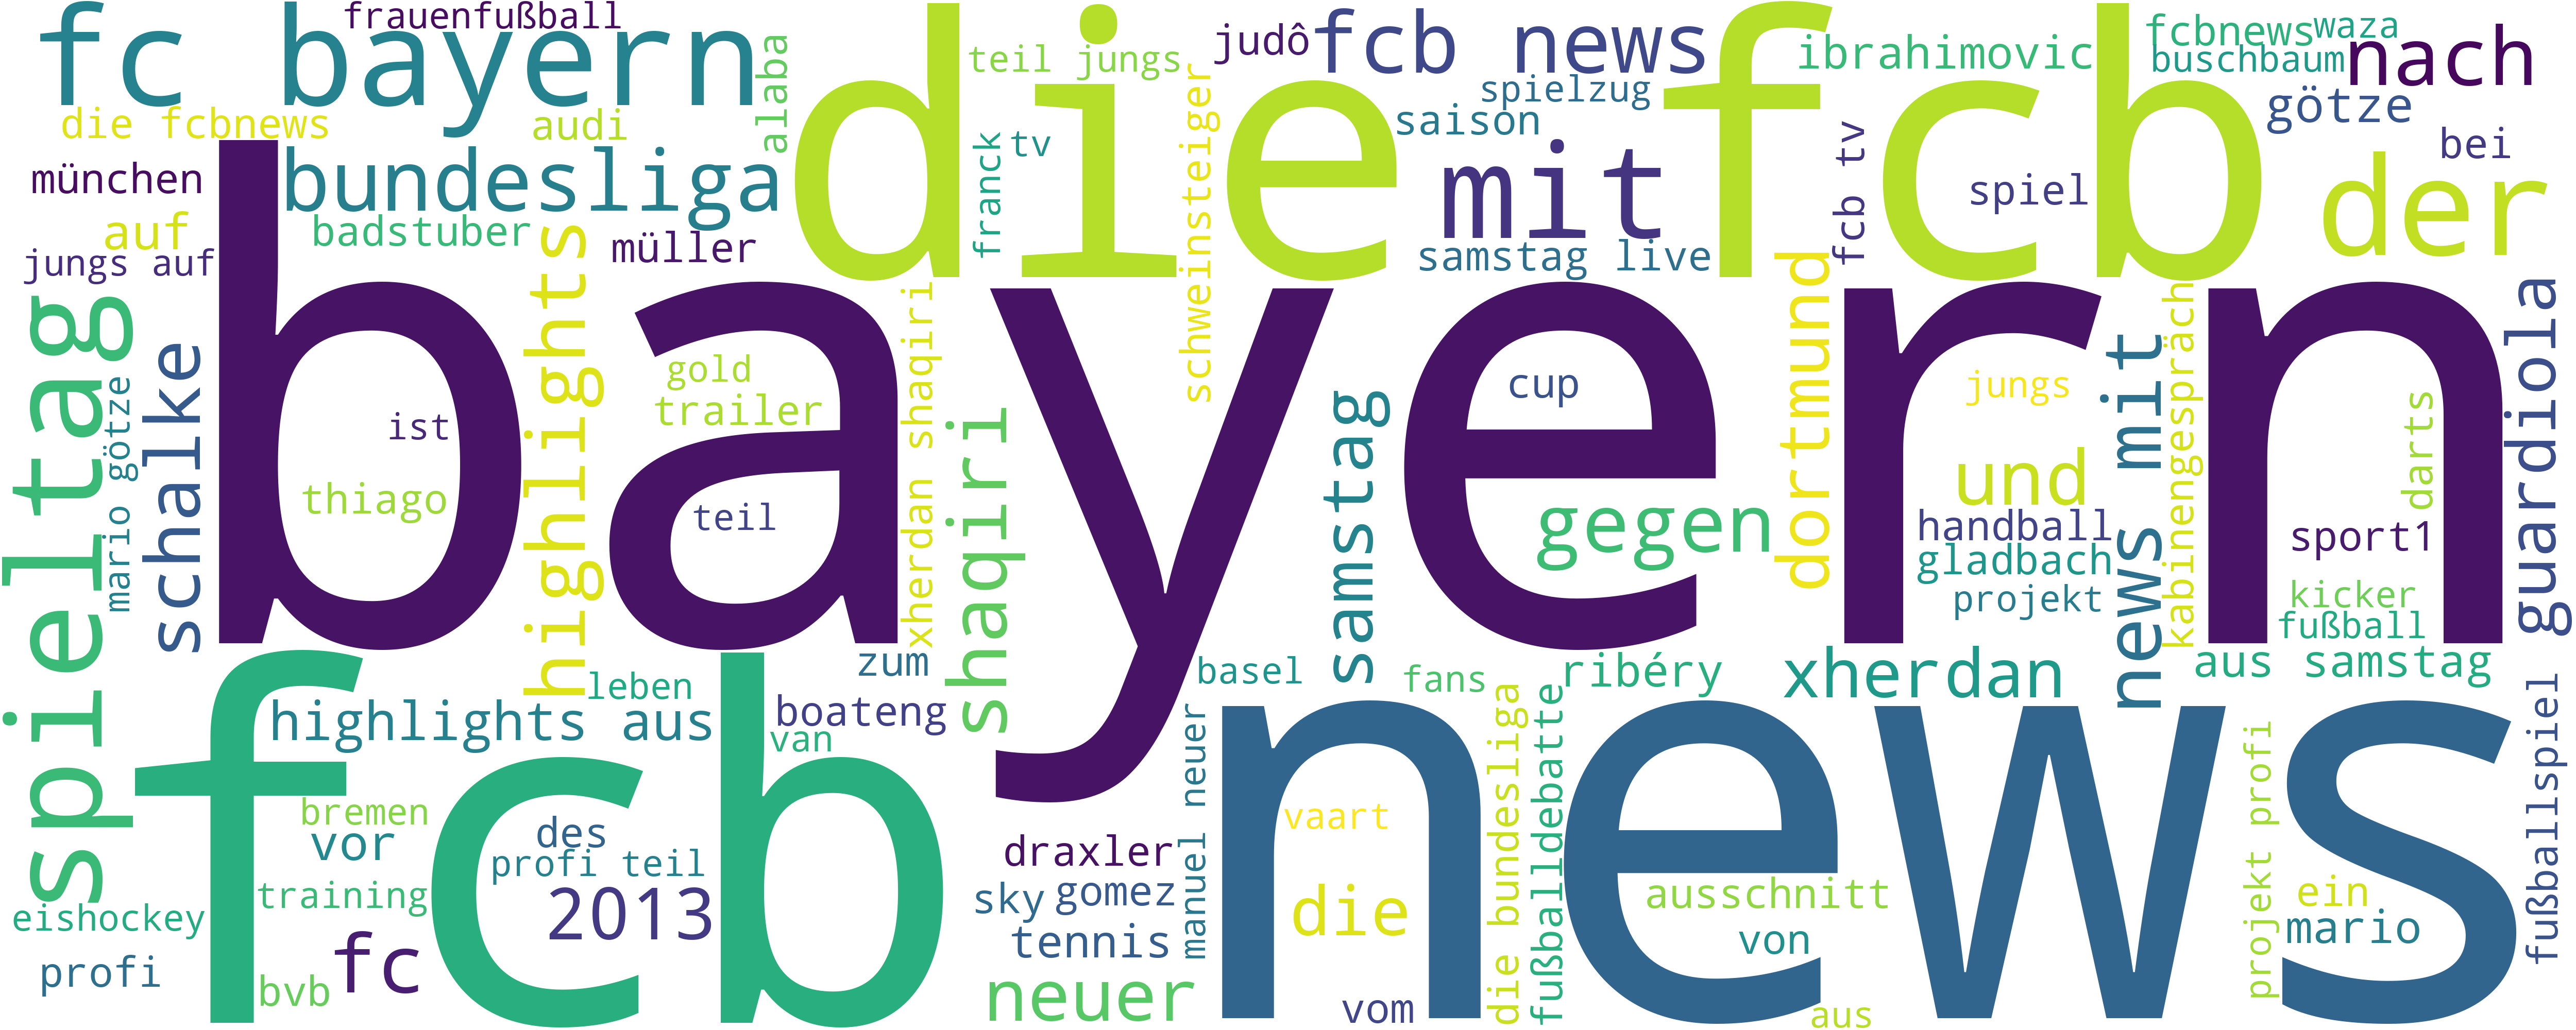 frauenfußball
fc bayern
die fcb
teil jungs
judô
fcb news
ibrahimovic
fcbnews
waza
buschbaum
nach
die fcbnews
audi
alaba
franck
tv
schweinsteiger
spielzug
saison
mit
samstag live
fcb tv
spiel
götze
bei
der
münchen
bundesliga
auf
badstuber
müller
jungs auf
spieltag
mario götze
schalke
bayern
highlights
ist
thiago
gold
trailer
teil
xherdan shaqiri
shaqiri
samstag
cup
gegen
dortmund
jungs
und
handball
gladbach
projekt
news mit
kabinengespräch
darts
sport1
kicker
fußball
guardiola
zum
leben
highlights aus
boateng
van
basel
fans
ribéry
xherdan
aus samstag
fcb
news
bremen
vor
des
profi teil
training
2013
eishockey
profi
bvb
fc
draxler
sky
gomez
tennis
neuer
manuel neuer
vaart
die
vom
die bundesliga
fußballdebatte
ausschnitt
von
aus
projekt profi
ein
mario
fußballspiel